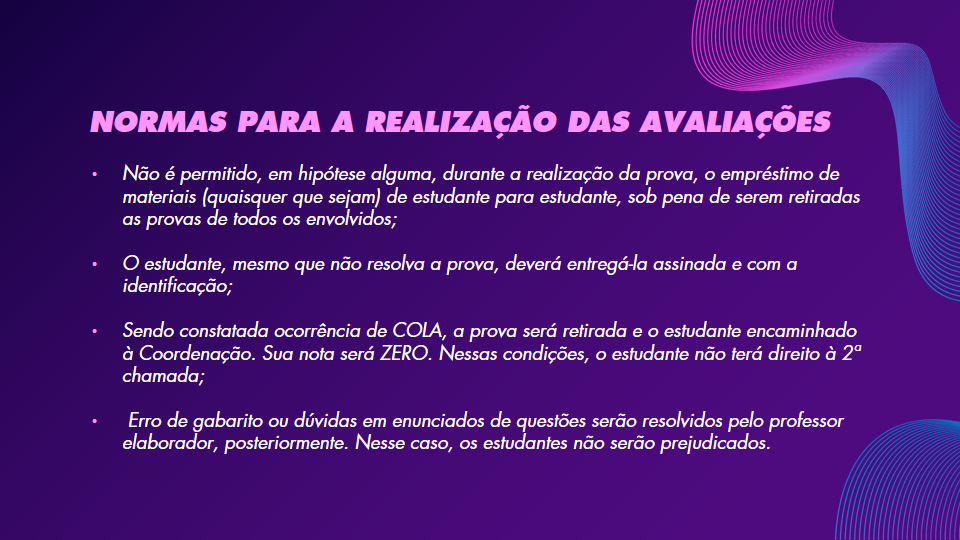 NORMAS PARA A REALIZAÇÃO DAS AVALIAÇÕES
• Não é permitido, em hipótese alguma, durante a realização da prova, o empréstimo de
materiais (quaisquer que sejam) de estudante para estudante, sob pena de serem retiradas
as provas de todos os envolvidos;
• O estudante, mesmo que não resolva a prova, deverá entregá-la assinada e com a
identificação;
• Sendo constatada ocorrência de COLA, a prova será retirada e o estudante encaminhado
à Coordenação. Sua nota será ZERO. Nessas condições, o estudante não terá direito à 2ª
chamada;
• Erro de gabarito ou dúvidas em enunciados de questões serão resolvidos pelo professor
elaborador, posteriormente. Nesse caso, os estudantes não serão prejudicados.